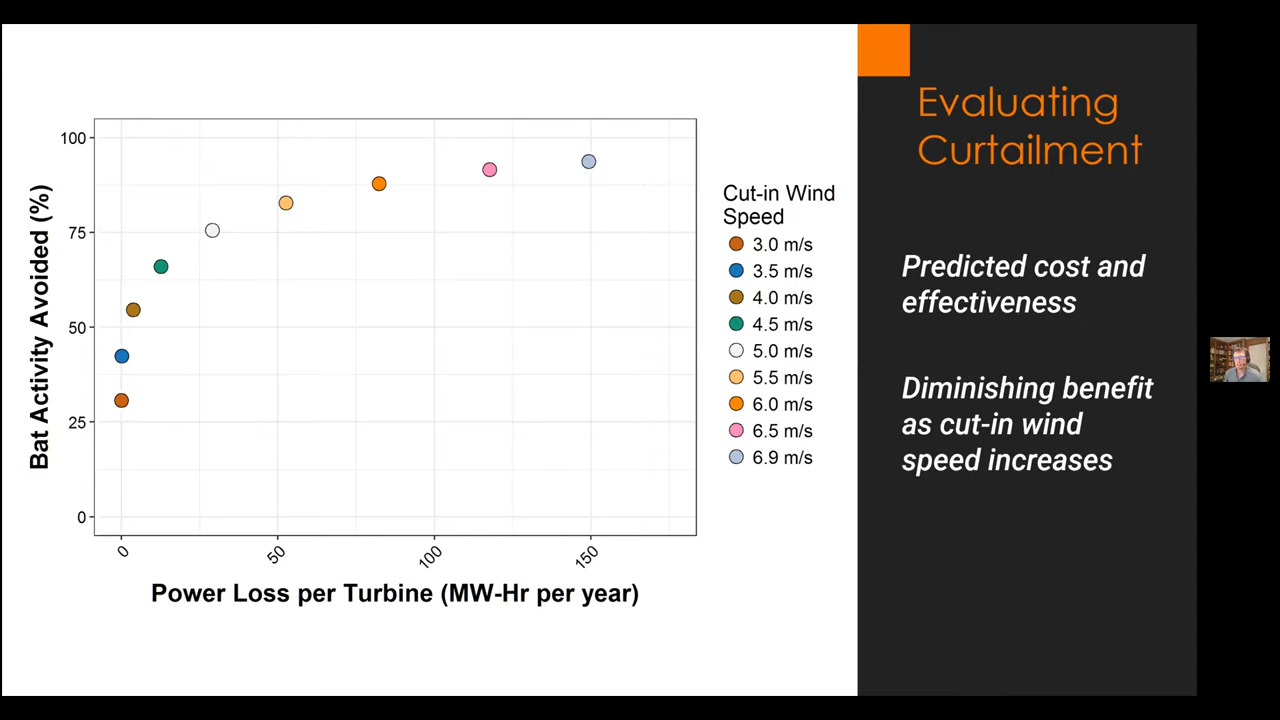 Evaluating
Curtailment
100
75
50
25
0
Bat Activity Avoided (%)
0
50
100
150
Power Loss per Turbine (MW-Hr per year)
Cut-in Wind
Speed
3.0 m/s
3.5 m/s
4.0 m/s
4.5 m/s
5.0 m/s
5.5 m/s
6.0 m/s
6.5 m/s
6.9 m/s
Predicted cost and
effectiveness
Diminishing benefit
as cut-in wind
speed increases